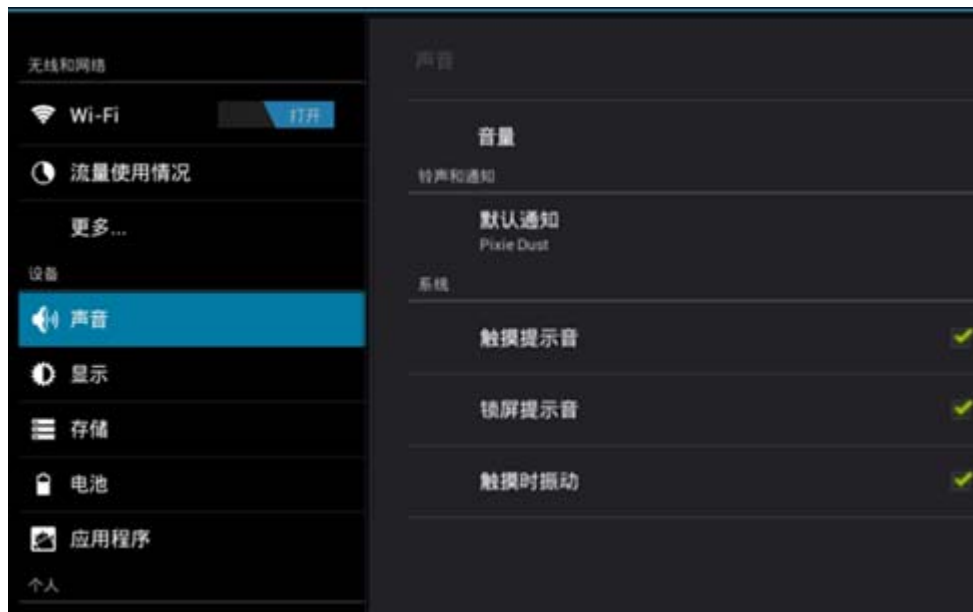 无线和网络
Wi-Fi
打开
流量使用情况
更多...
设备
声音
显示
存储
电池
应用程序
个人
声音
音量
铃声和通知
默认通知
Pixie Dust
系统
触摸提示音
锁屏提示音
触摸时振动